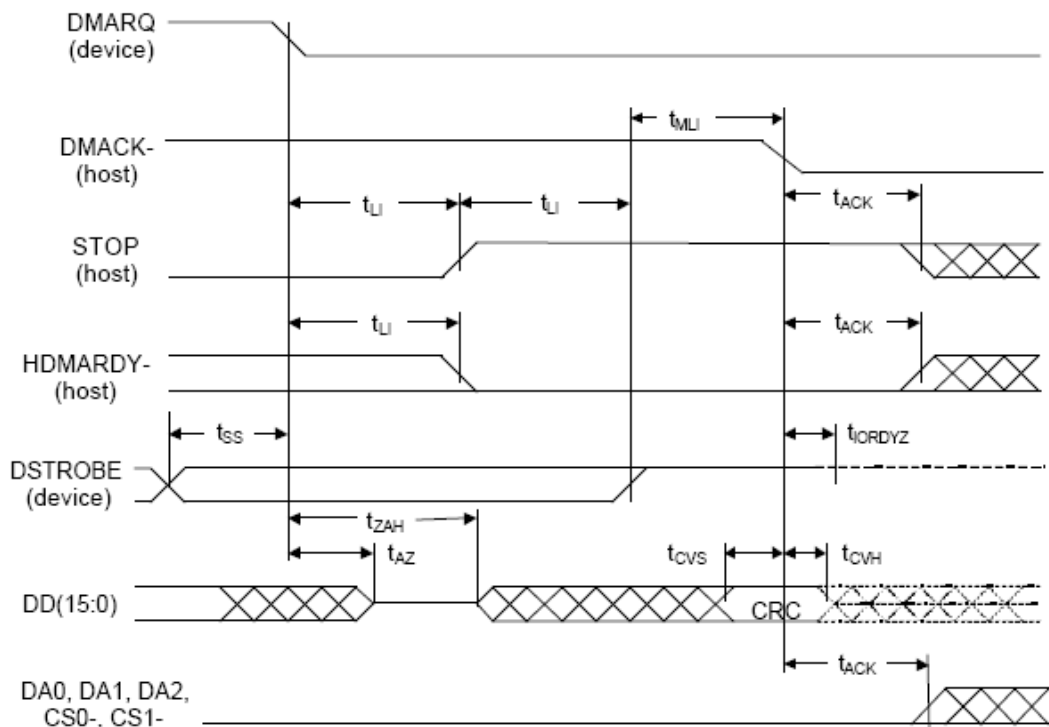 DMARQ
(device)
tMLI
DMACK-
(host)
tLI tLI tACK
STOP
(host)
tLI tACK
HDMARDY-
(host)
tSS tIORDYZ
DSTROBE
(device)
tZAH
tAZ tCVS tCVH
DD(15:0) CRC
tACK
DA0, DA1, DA2,
CS0-, CS1-